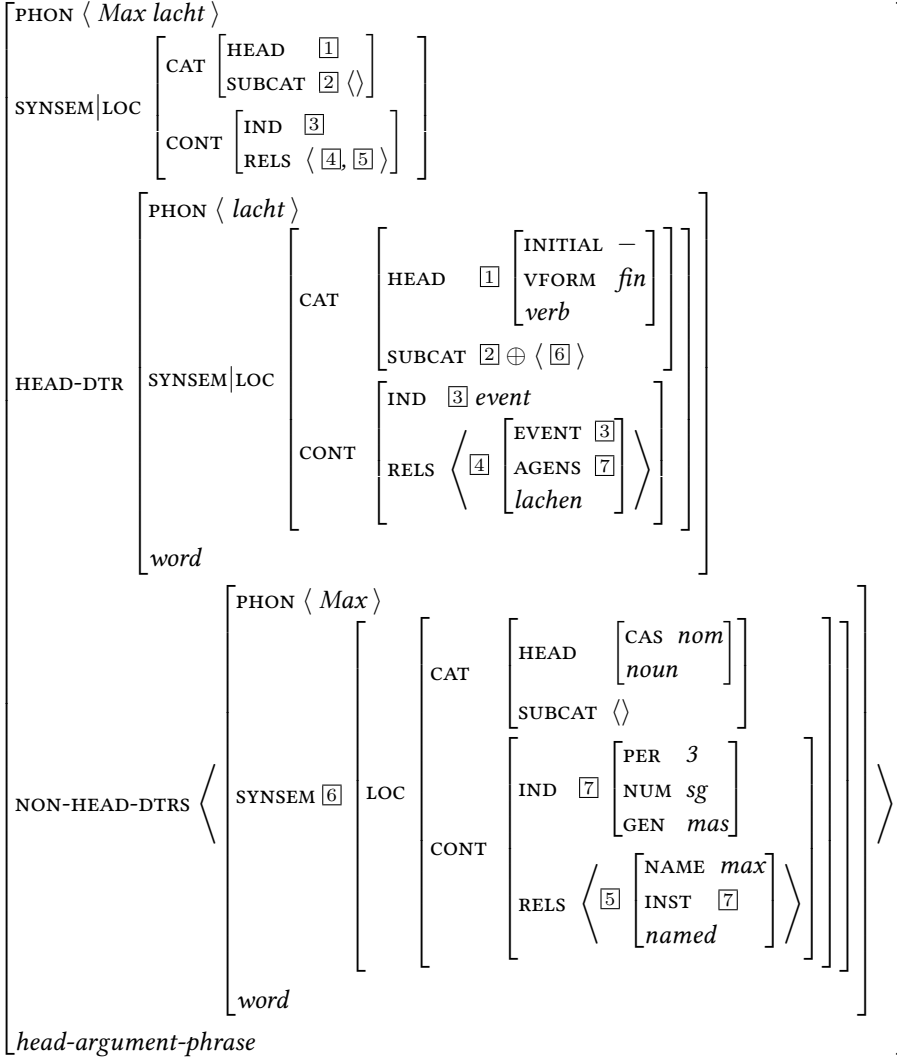 PHON ⟨ Max lacht ⟩
HEAD 1
CAT
SUBCAT 2 ⟨⟩
SYNSEM|LOC
IND 3
CONT
RELS ⟨ 4, 5 ⟩
PHON ⟨ lacht ⟩
INITIAL −
HEAD 1 VFORM fin
CAT
verb
SUBCAT 2 ⊕ ⟨ 6 ⟩
HEAD-DTR SYNSEM|LOC
IND 3 event
EVENT 3
CONT
RELS ⟨ 4 AGENS 7 ⟩
lachen
word
PHON ⟨ Max ⟩
CAS nom
HEAD
noun
CAT
SUBCAT ⟨⟩
PER 3
NON-HEAD-DTRS ⟨ SYNSEM 6 LOC IND 7 NUM sg ⟩
GEN mas
CONT
NAME max
RELS ⟨ 5 INST 7 ⟩
named
word
head-argument-phrase